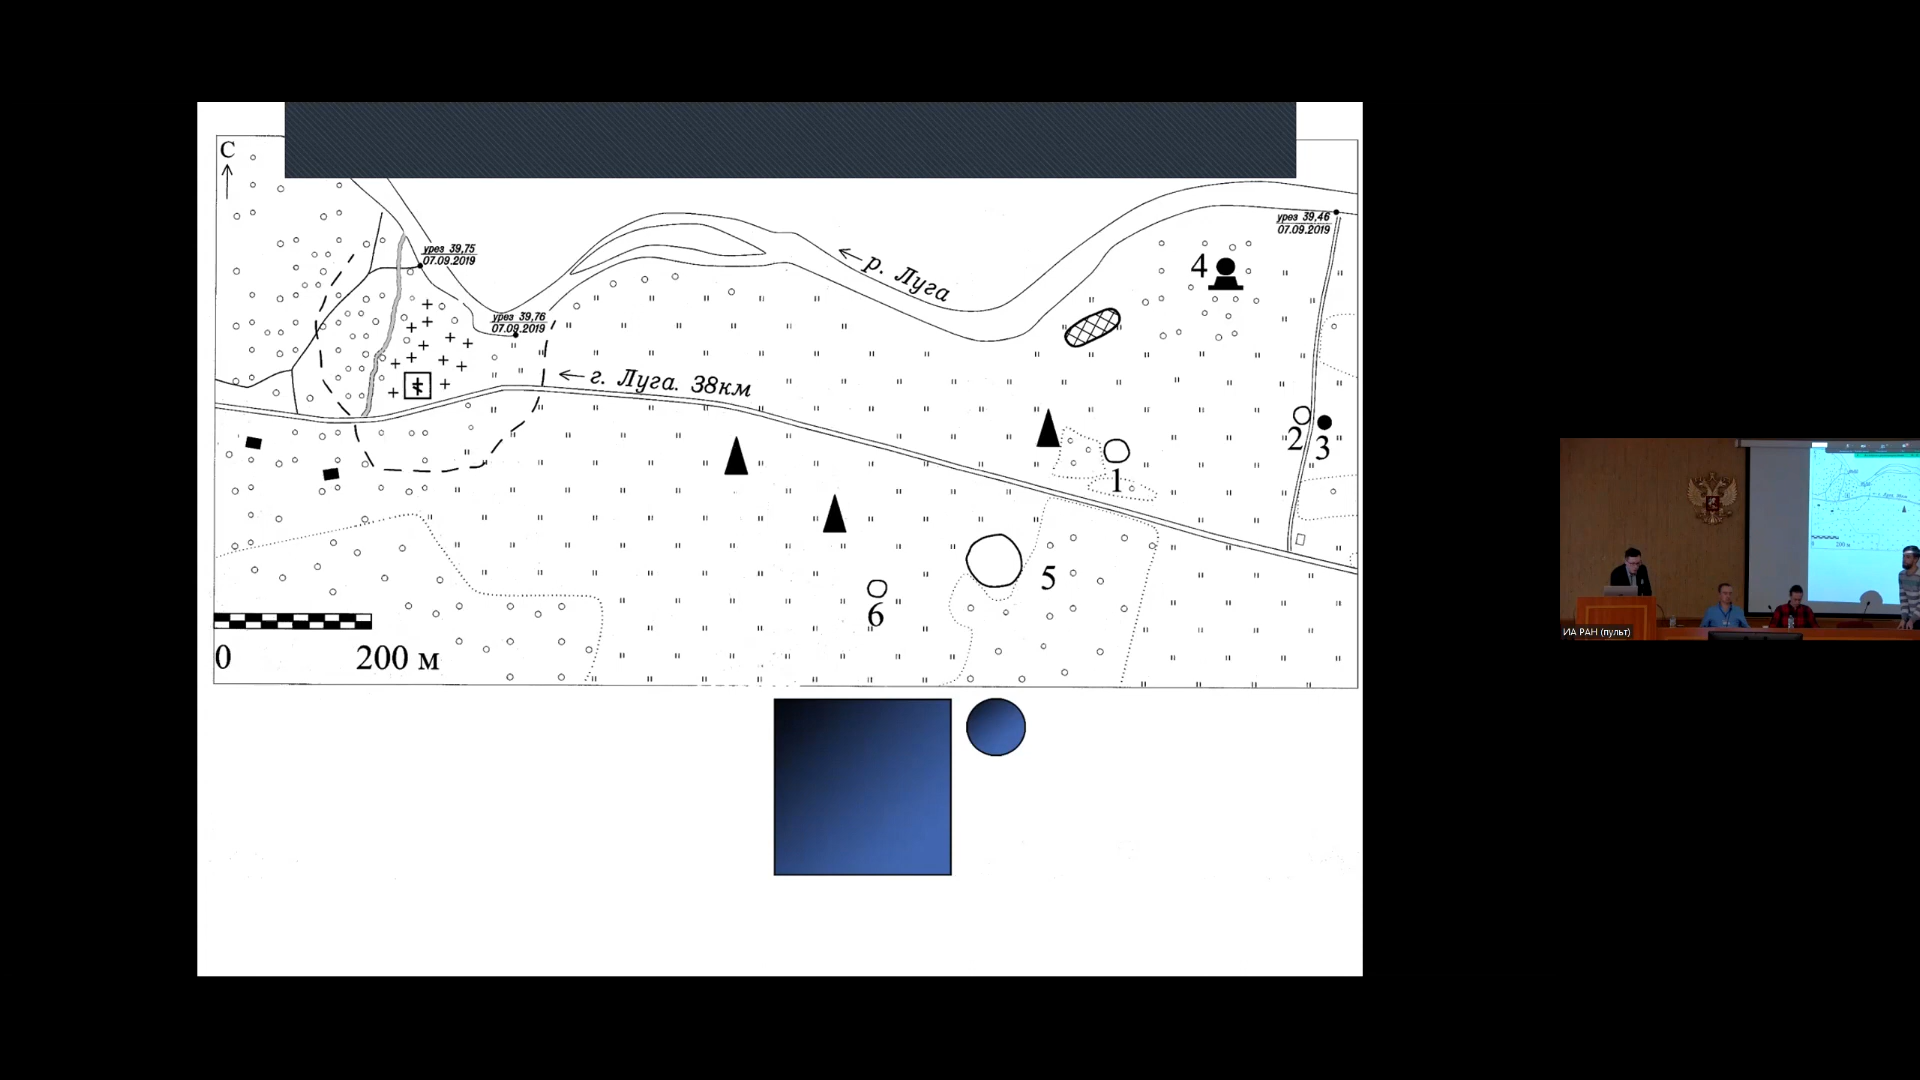 С
урез 39,75
07.09.2019
урез 39,46
07.09.2019
← р. Луга
4
урез 39,76
07.09.2019
← г. Луга. 38км
2
3
1
5
6
0
200 м
ИА РАН (пульт)